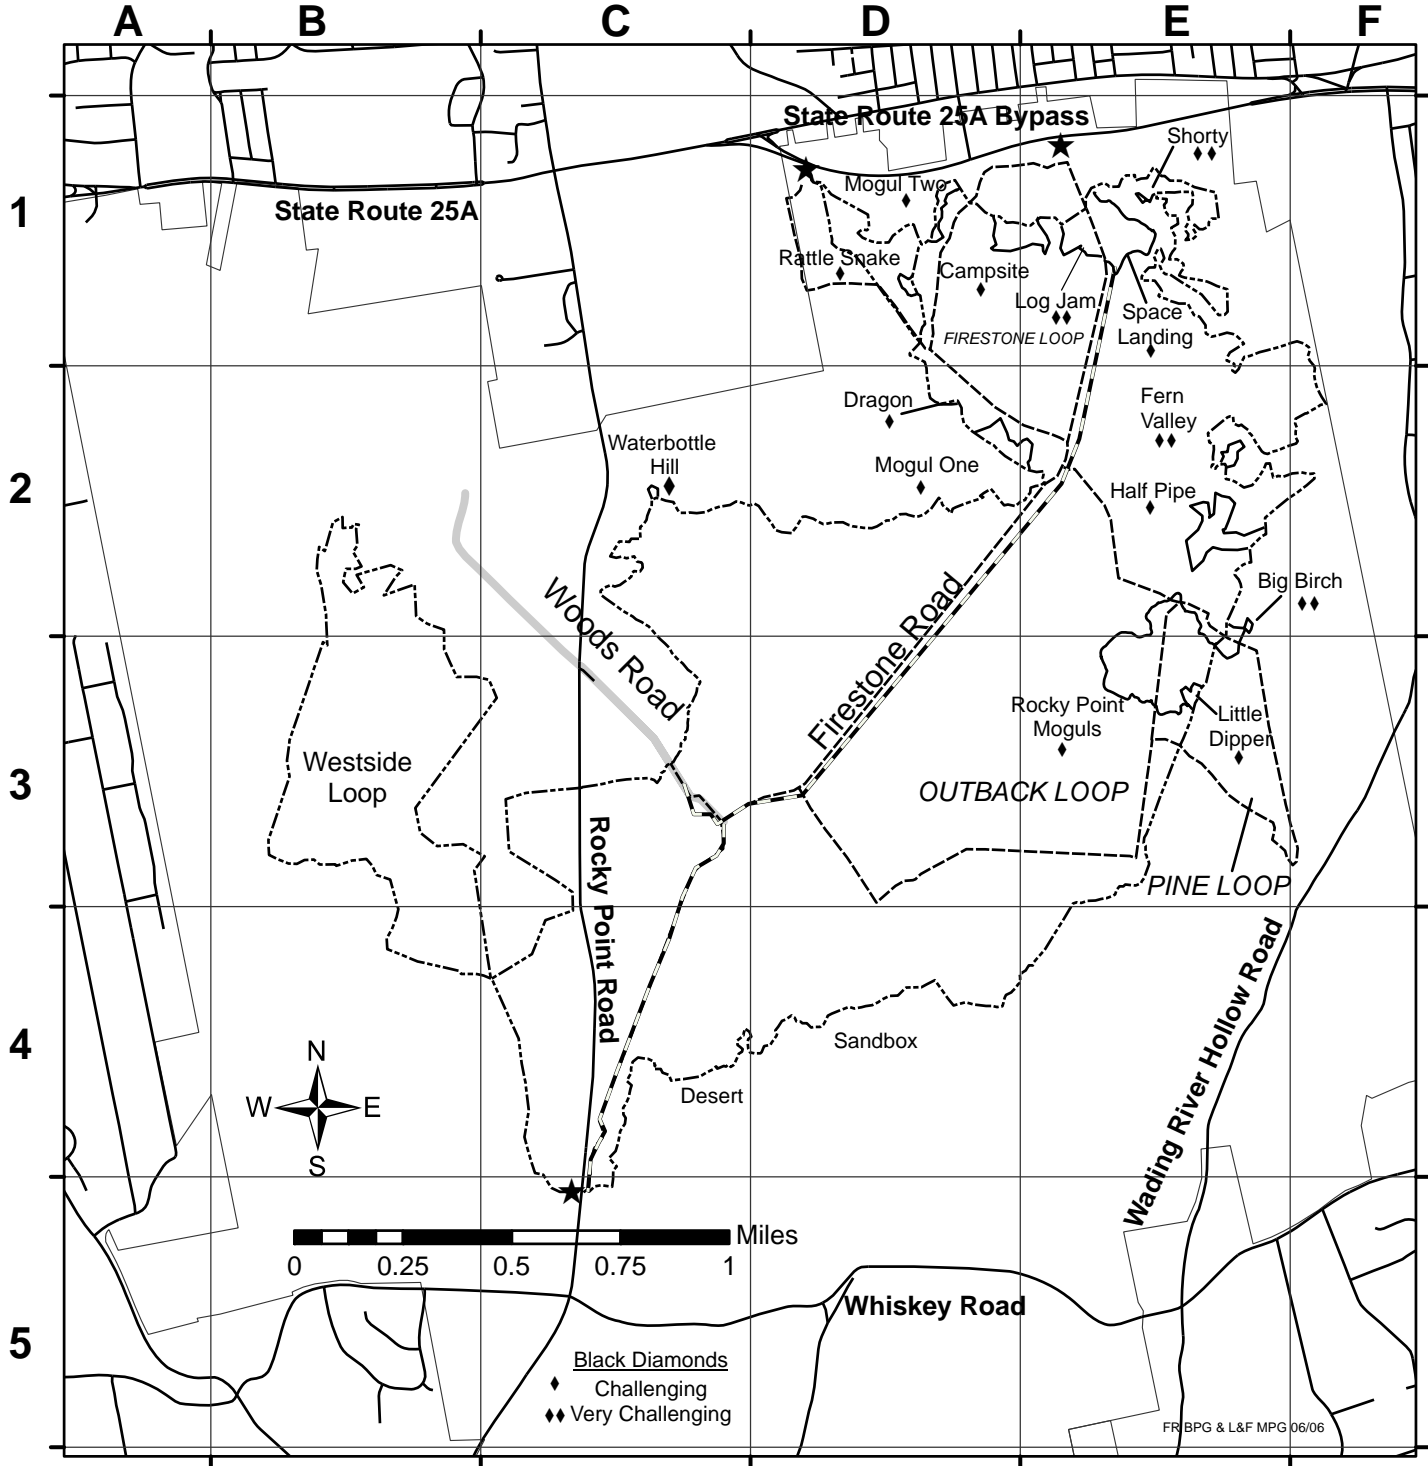 A B C D E F
State Route 25A Bypass
Shorty
♦♦
Mogul Two
♦
1
State Route 25A
Rattle Snake
♦
Campsite
♦
Log Jam
♦♦
Space
Landing
♦
FIRESTONE LOOP
Dragon
♦
Fern
Valley
♦♦
Waterbottle
Hill
♦
Mogul One
♦
2
Half Pipe
♦
Big Birch
♦♦
Woods Road
Firestone Road
Rocky Point
Moguls
♦
Little
Dipper
♦
Westside
Loop
3
OUTBACK LOOP
Rocky Point Road
PINE LOOP
Wading River Hollow Road
4
Sandbox
Desert
N
W E
S
Miles
0 0.25 0.5 0.75 1
Whiskey Road
5
Black Diamonds
♦ Challenging
♦♦ Very Challenging
FR BPG & L&F MPG 06/06